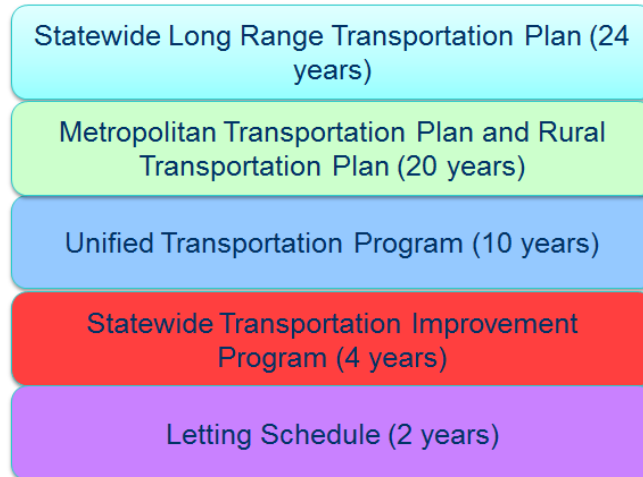 Statewide Long Range Transportation Plan (24
years)
Metropolitan Transportation Plan and Rural
Transportation Plan (20 years)
Unified Transportation Program (10 years)
Statewide Transportation Improvement
Program (4 years)
Letting Schedule (2 years)